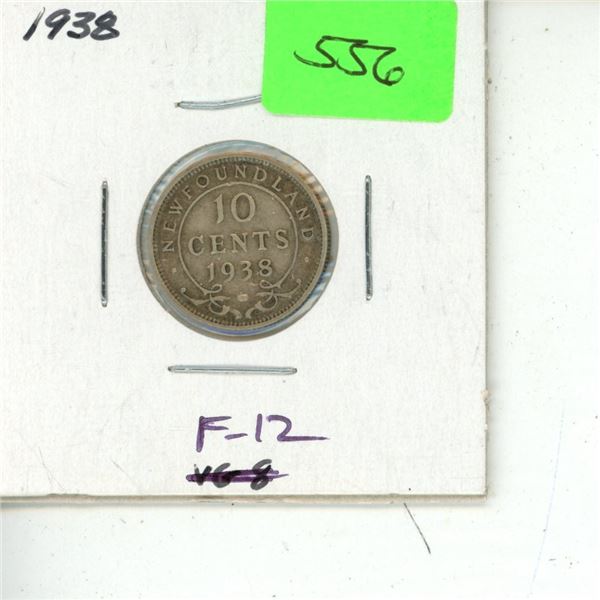 1938
556
NEWFOUNDLAND
10
CENTS
1938
F-12
VG-8